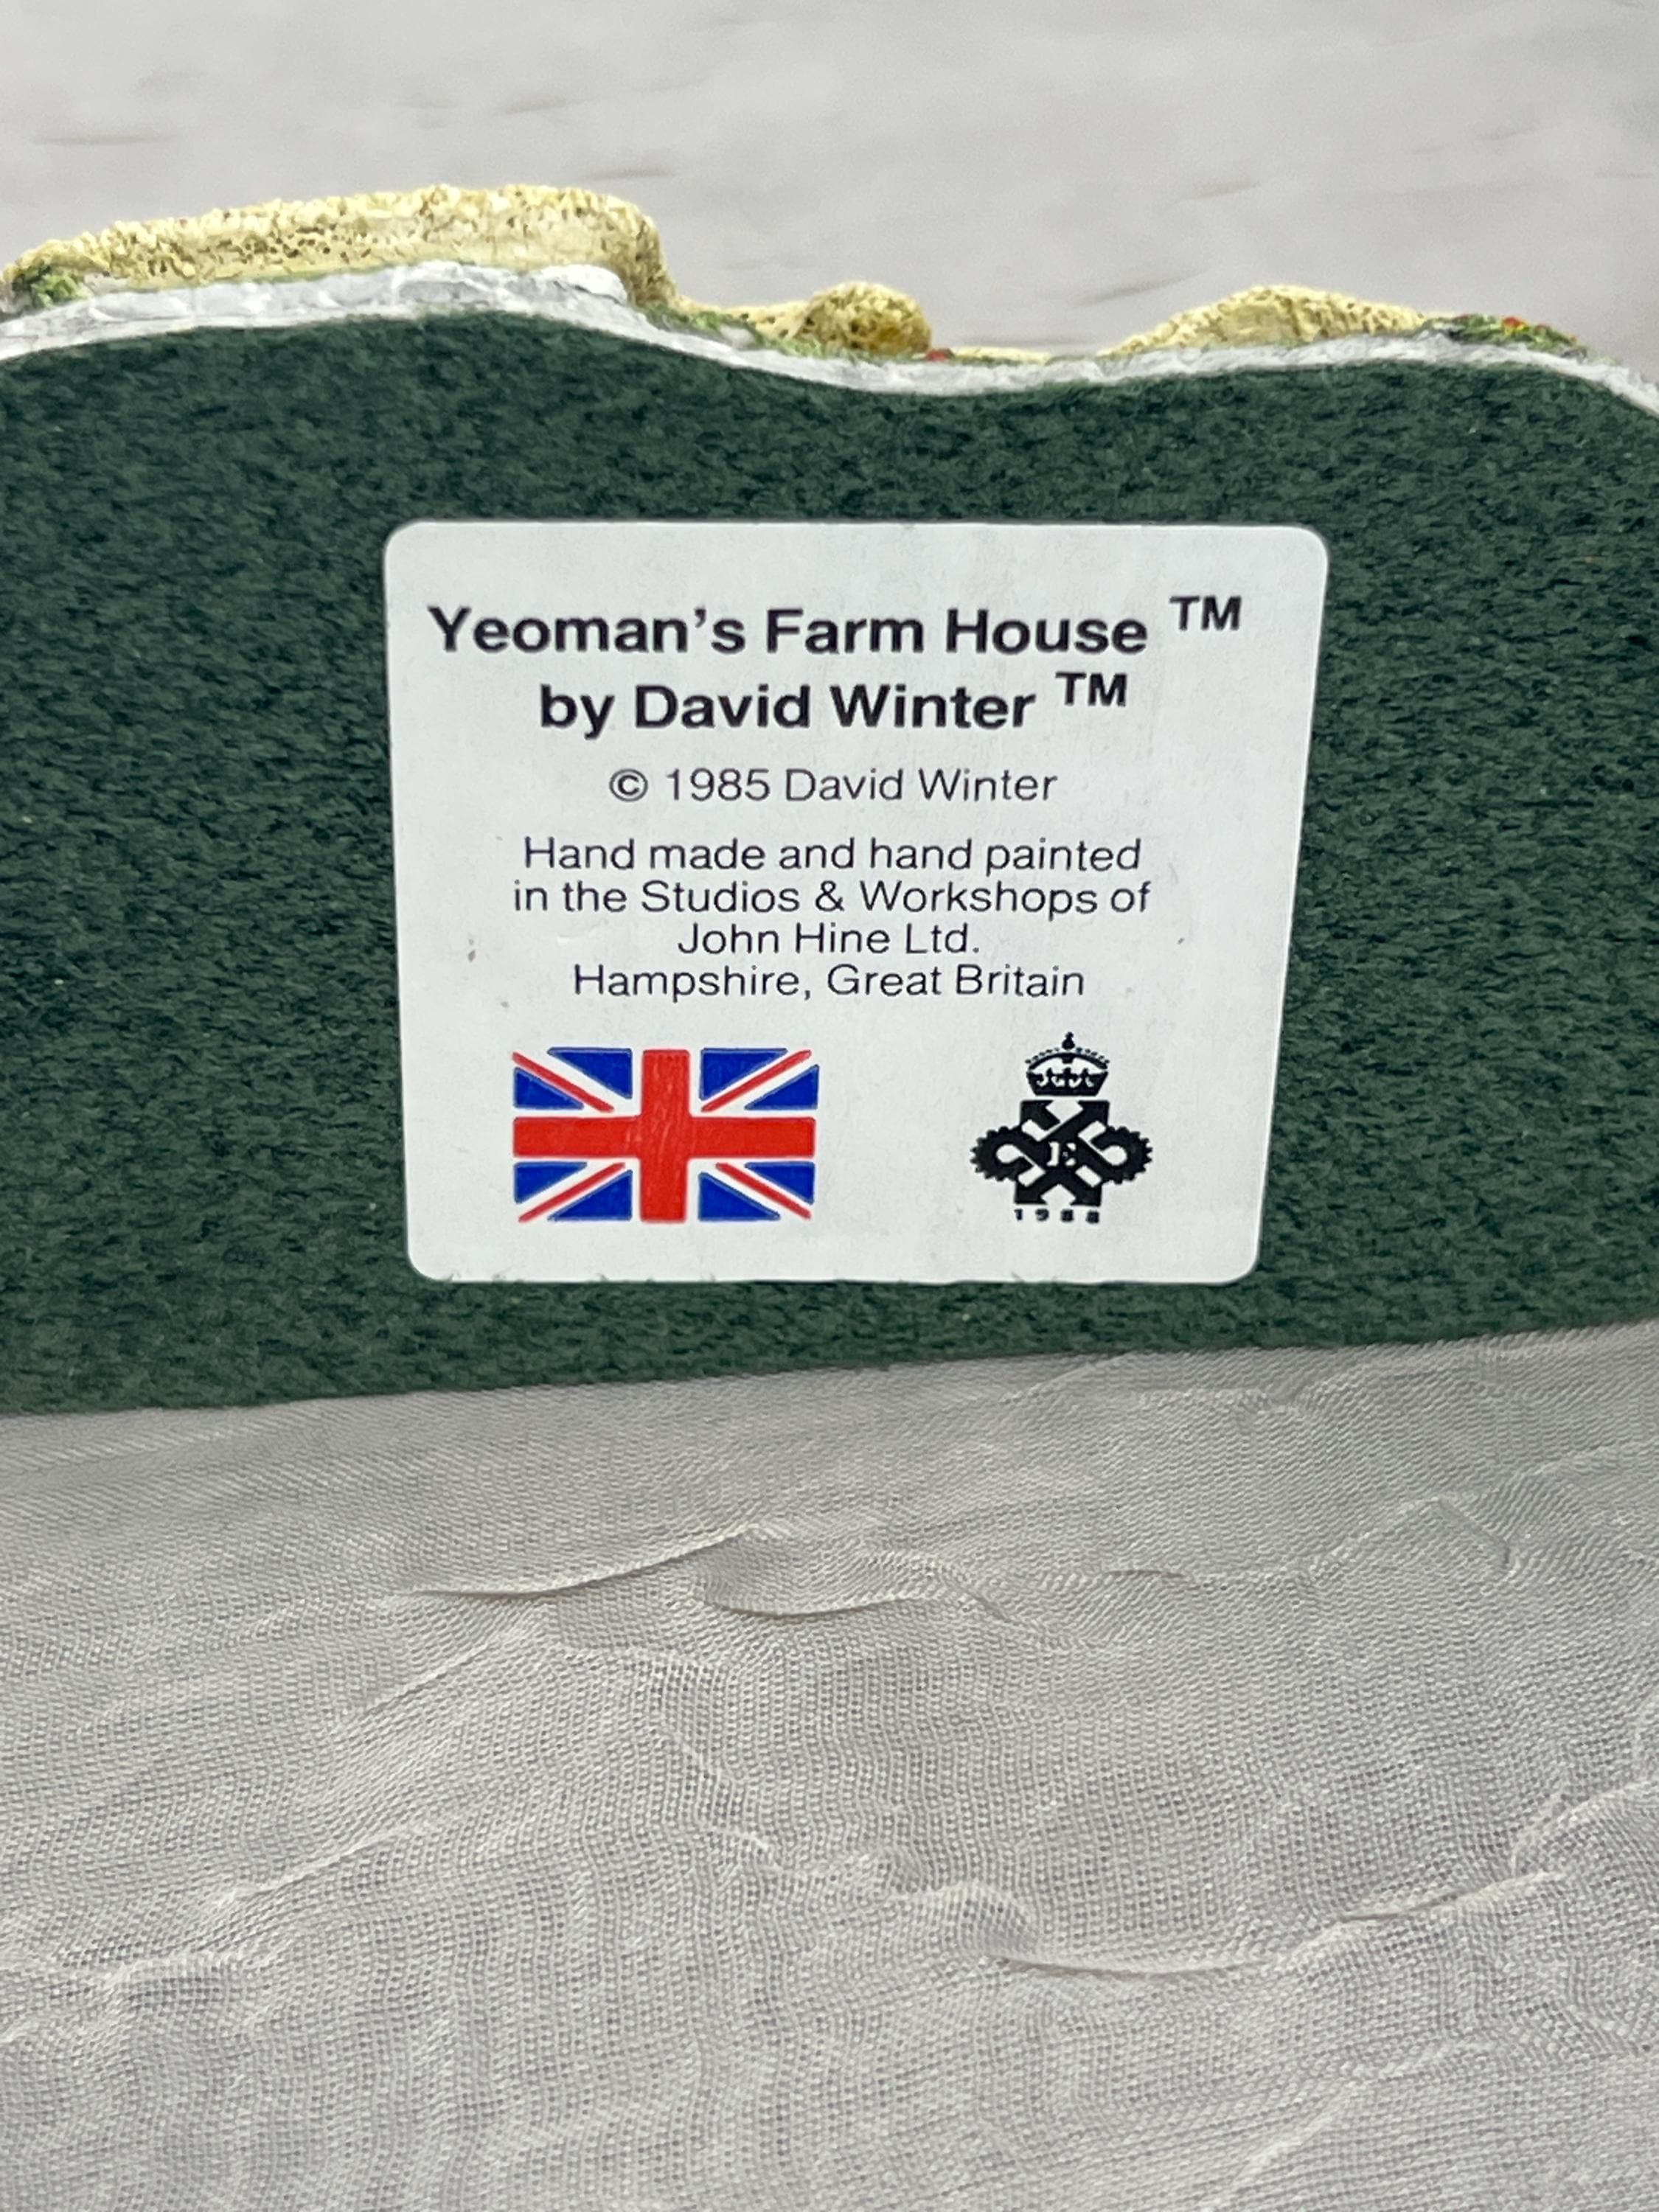 Yeoman's Farm House ™
by David Winter ™
© 1985 David Winter
Hand made and hand painted
in the Studios & Workshops of
John Hine Ltd.
Hampshire, Great Britain
E
1988